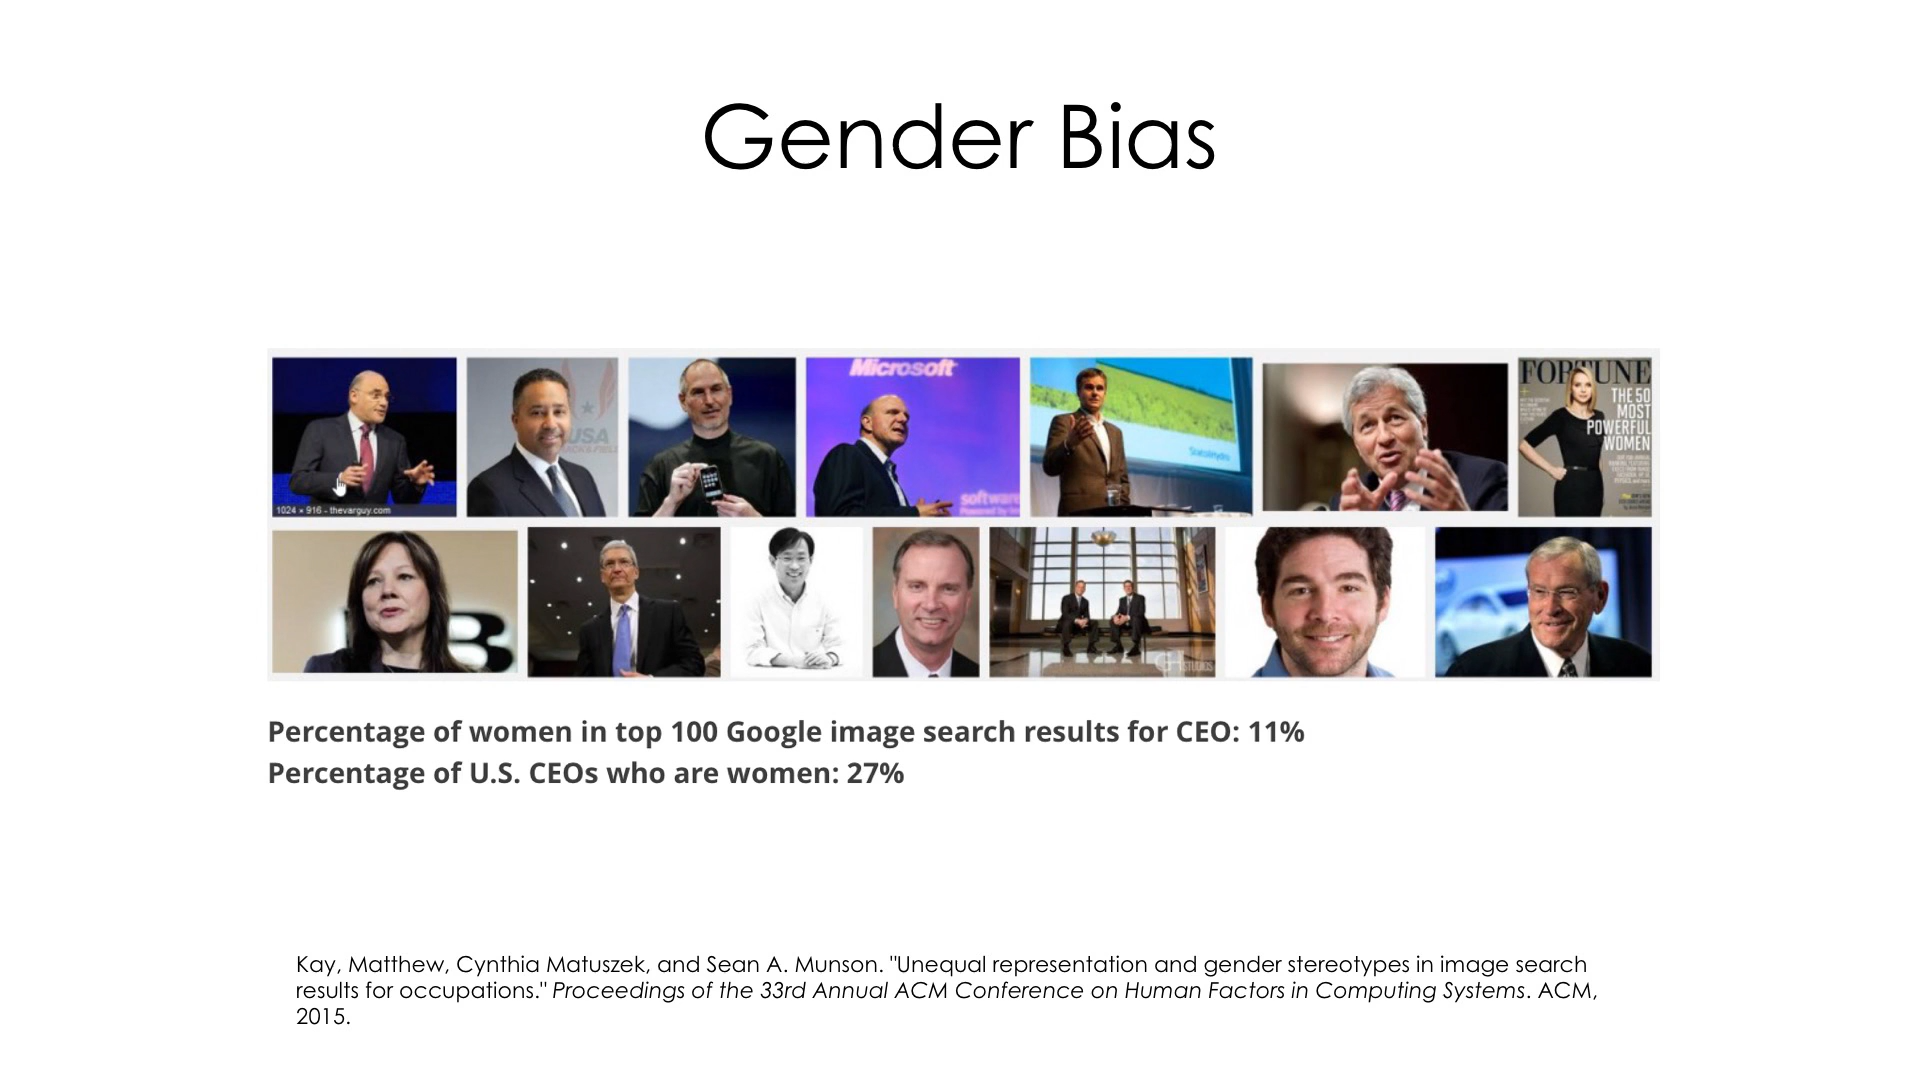 Gender Bias
Microsoft
FORTUNE
THE 50
MOST
POWERFUL
WOMEN
USA
software
StatoilHydro
1024 × 916 - thevarguy.com
STUDIOS
Percentage of women in top 100 Google image search results for CEO: 11%
Percentage of U.S. CEOs who are women: 27%
Kay, Matthew, Cynthia Matuszek, and Sean A. Munson. "Unequal representation and gender stereotypes in image search
results for occupations." Proceedings of the 33rd Annual ACM Conference on Human Factors in Computing Systems. ACM,
2015.